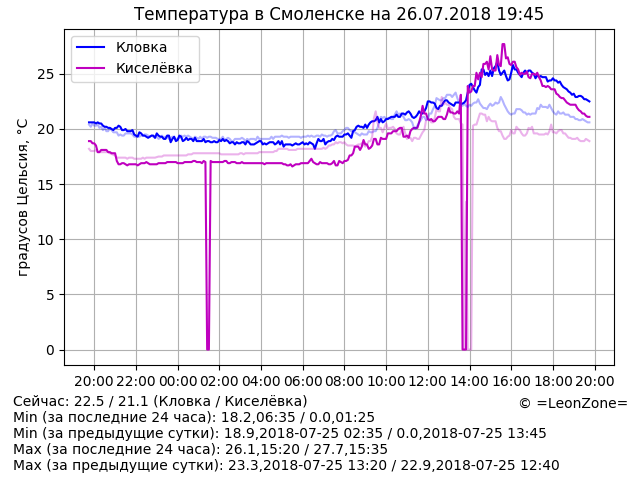 Температура в Смоленске на 26.07.2018 19:45
Кловка
Киселёвка
градусов Цельсия, °C
25
20
15
10
5
0
20:00 22:00 00:00 02:00 04:00 06:00 08:00 10:00 12:00 14:00 16:00 18:00 20:00
Сейчас: 22.5 / 21.1 (Кловка / Киселёвка)
© =LeonZone=
Min (за последние 24 часа): 18.2,06:35 / 0.0,01:25
Min (за предыдущие сутки): 18.9,2018-07-25 02:35 / 0.0,2018-07-25 13:45
Max (за последние 24 часа): 26.1,15:20 / 27.7,15:35
Max (за предыдущие сутки): 23.3,2018-07-25 13:20 / 22.9,2018-07-25 12:40